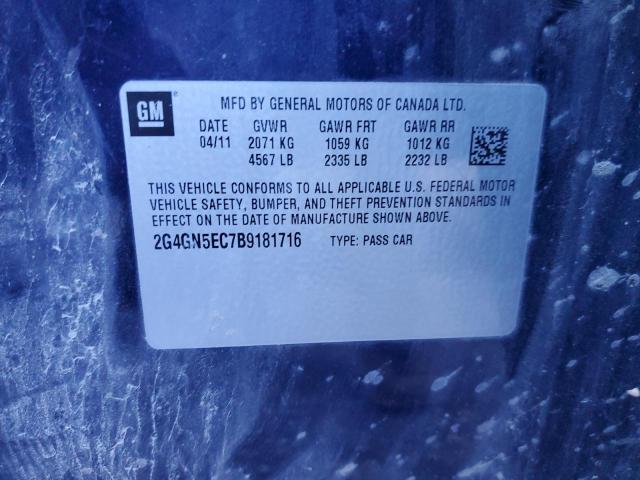 GM
®
MFD BY GENERAL MOTORS OF CANADA LTD.
DATE GVWR GAWR FRT GAWR RR
04/11 2071 KG 1059 KG 1012 KG
4567 LB 2335 LB 2232 LB
THIS VEHICLE CONFORMS TO ALL APPLICABLE U.S. FEDERAL MOTOR
VEHICLE SAFETY, BUMPER, AND THEFT PREVENTION STANDARDS IN
EFFECT ON THE DATE OF MANUFACTURE SHOWN ABOVE.
2G4GN5EC7B9181716 TYPE: PASS CAR